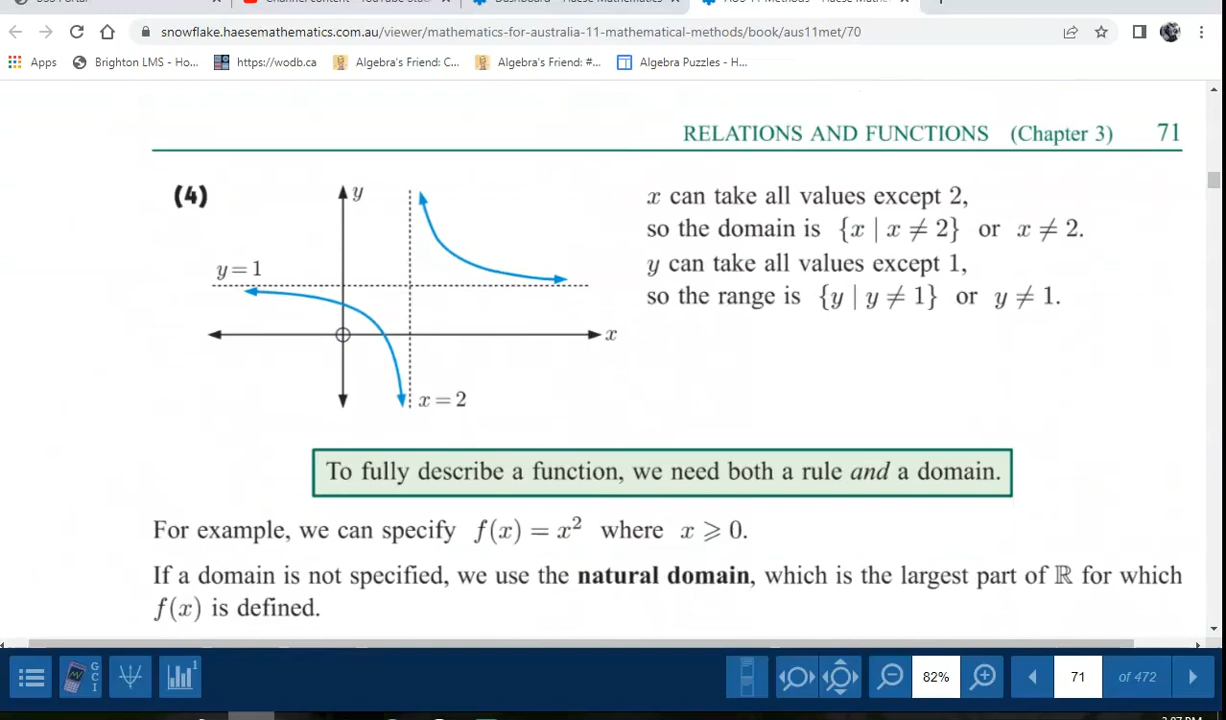 Dashboard - Haese Mathematics
snowflake.haesemathematics.com.au/viewer/mathematics-for-australia-11-mathematical-methods/book/aus11met/70
Apps Brighton LMS - Ho... https://wodb.ca Algebra's Friend: C... Algebra's Friend: #... Algebra Puzzles - H...
RELATIONS AND FUNCTIONS (Chapter 3) 71
(4)
y
y = 1
x
x = 2
x can take all values except 2,
so the domain is {x | x ≠ 2} or x ≠ 2.
y can take all values except 1,
so the range is {y | y ≠ 1} or y ≠ 1.
To fully describe a function, we need both a rule and a domain.
For example, we can specify f(x) = x² where x ⩾ 0.
If a domain is not specified, we use the natural domain, which is the largest part of ℝ for which
f(x) is defined.
GCI
1
82%
71
of 472